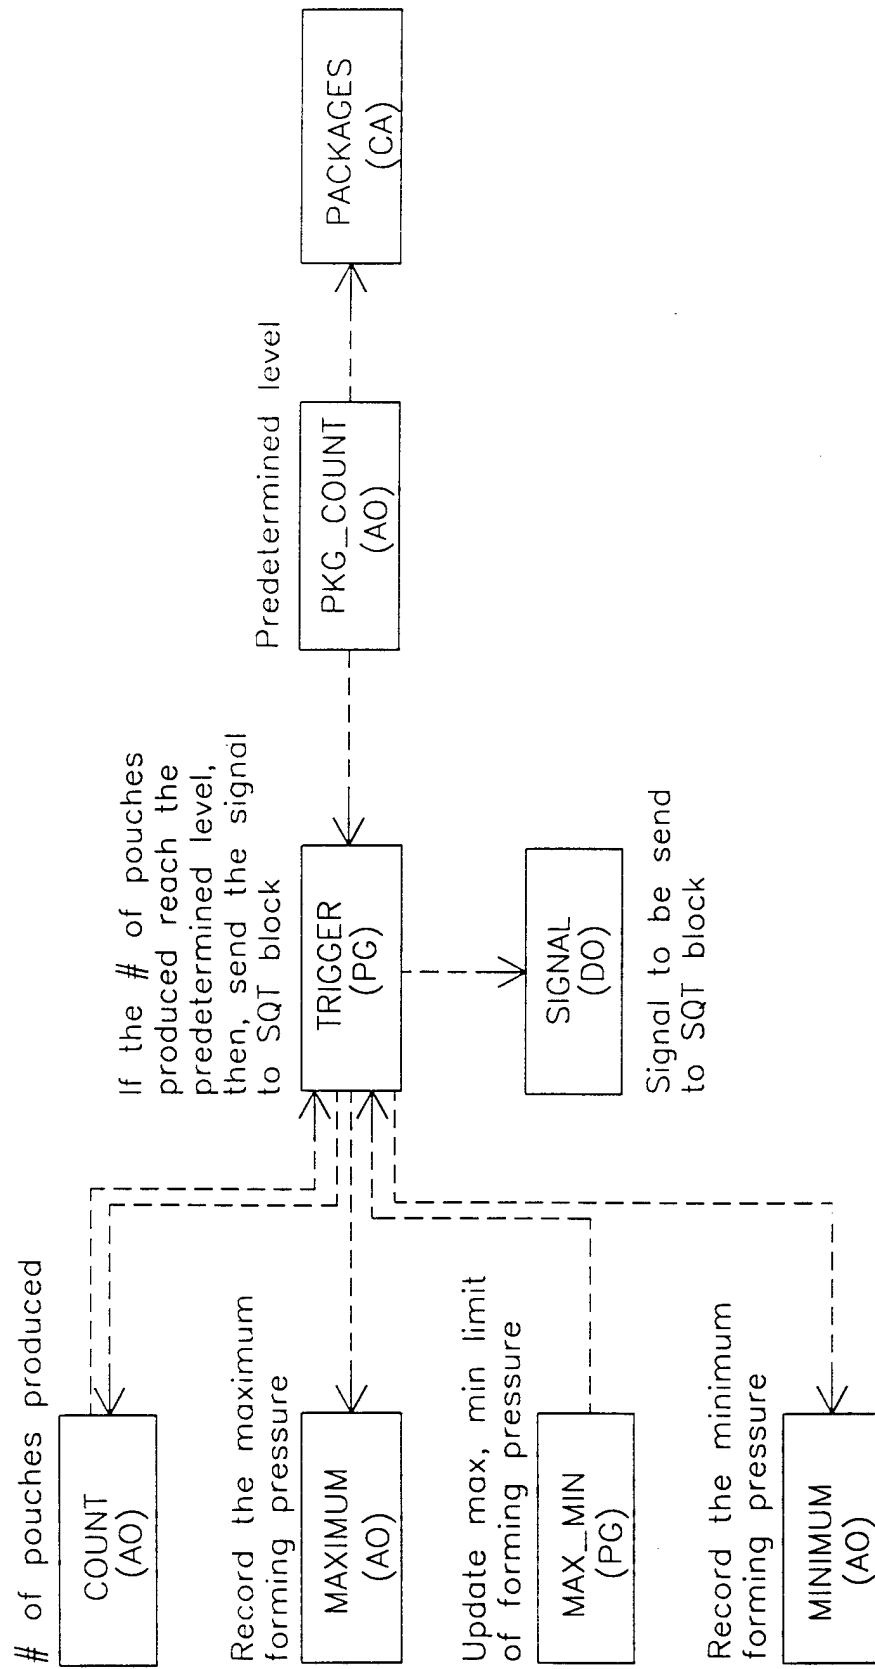 # of pouches produced
COUNT
(AO)
Record the maximum
forming pressure
MAXIMUM
(AO)
Update max, min limit
of forming pressure
MAX_MIN
(PG)
Record the minimum
forming pressure
MINIMUM
(AO)
If the # of pouches
produced reach the
predetermined level,
then, send the signal
to SQT block
TRIGGER
(PG)
SIGNAL
(DO)
Signal to be send
to SQT block
Predetermined level
PKG_COUNT
(AO)
PACKAGES
(CA)